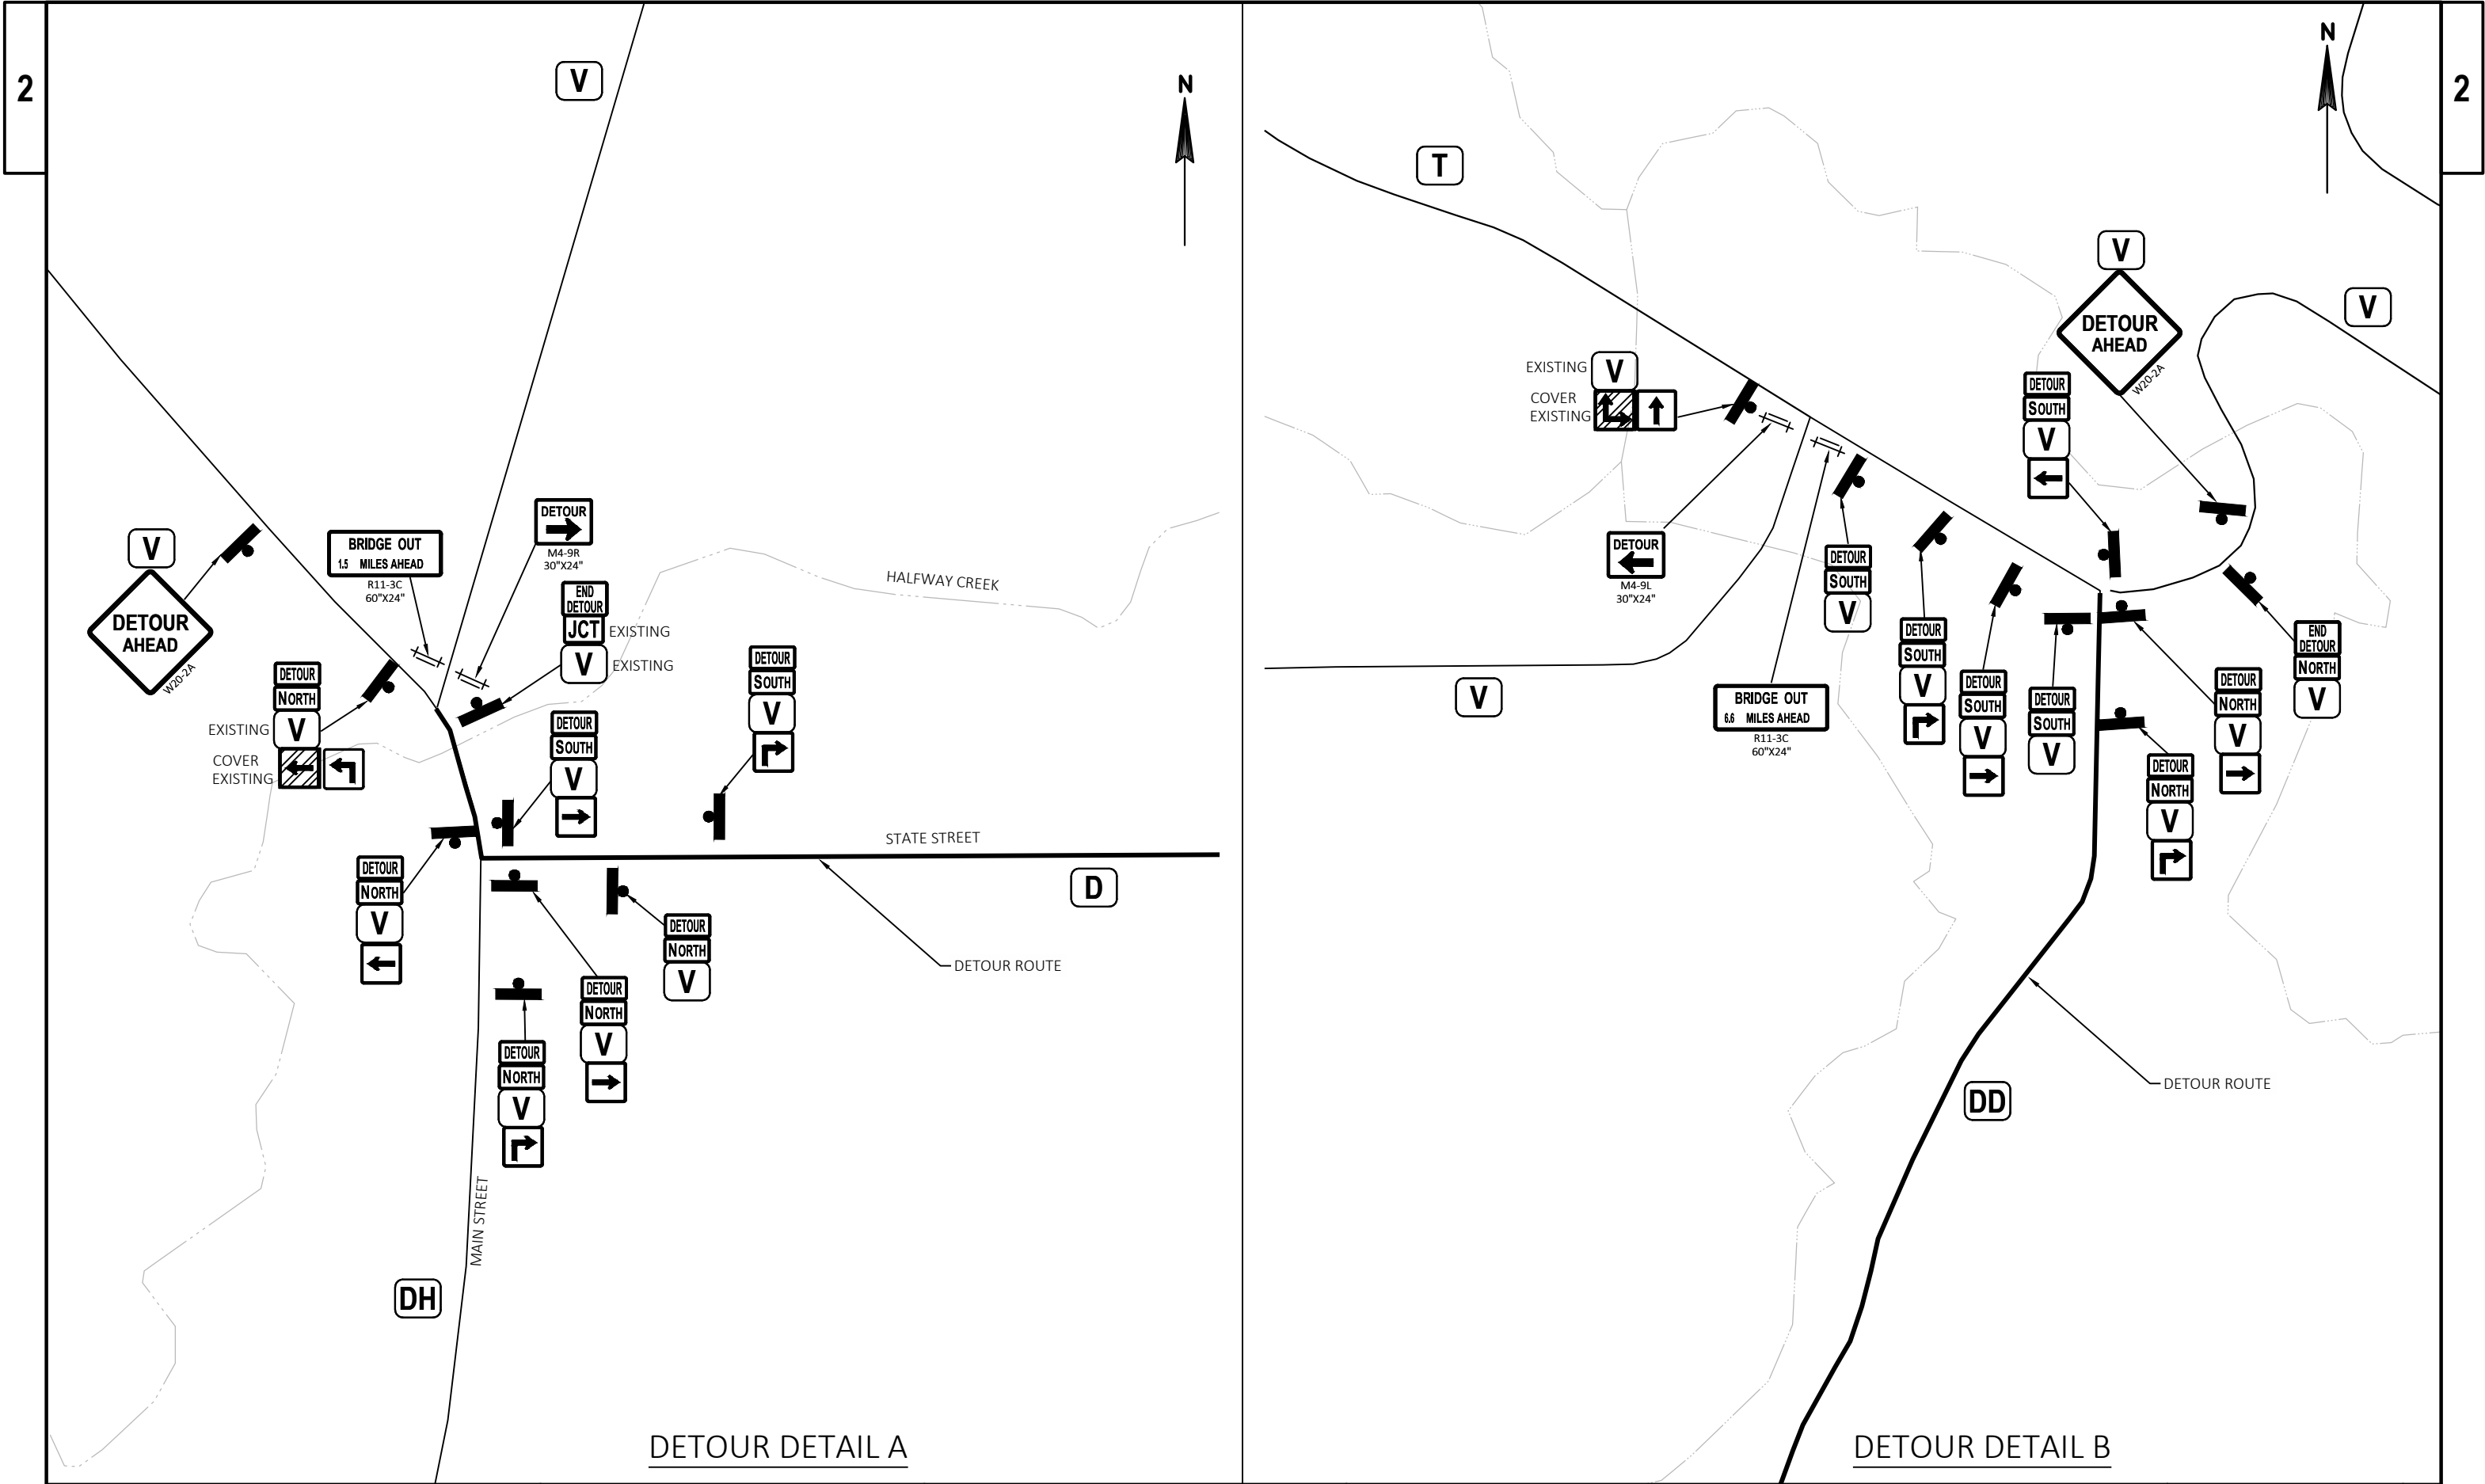 2
V
N
V
DETOUR
AHEAD
W20-2A
BRIDGE OUT
1.5 MILES AHEAD
R11-3C
60"X24"
DETOUR
M4-9R
30"X24"
END
DETOUR
JCT EXISTING
V EXISTING
HALFWAY CREEK
DETOUR
NORTH
EXISTING V
COVER
EXISTING
DETOUR
SOUTH
V
DETOUR
SOUTH
V
STATE STREET
D
DETOUR
NORTH
V
DETOUR
NORTH
V
DETOUR ROUTE
DETOUR
NORTH
V
DETOUR
NORTH
V
MAIN STREET
DH
DETOUR DETAIL A
2
N
T
V
DETOUR
AHEAD
W20-2A
V
EXISTING V
COVER
EXISTING
DETOUR
SOUTH
V
DETOUR
M4-9L
30"X24"
DETOUR
SOUTH
V
DETOUR
SOUTH
V
DETOUR
SOUTH
V
DETOUR
SOUTH
V
END
DETOUR
NORTH
V
DETOUR
NORTH
V
V
BRIDGE OUT
6.6 MILES AHEAD
R11-3C
60"X24"
DETOUR
NORTH
V
DETOUR ROUTE
DD
DETOUR DETAIL B